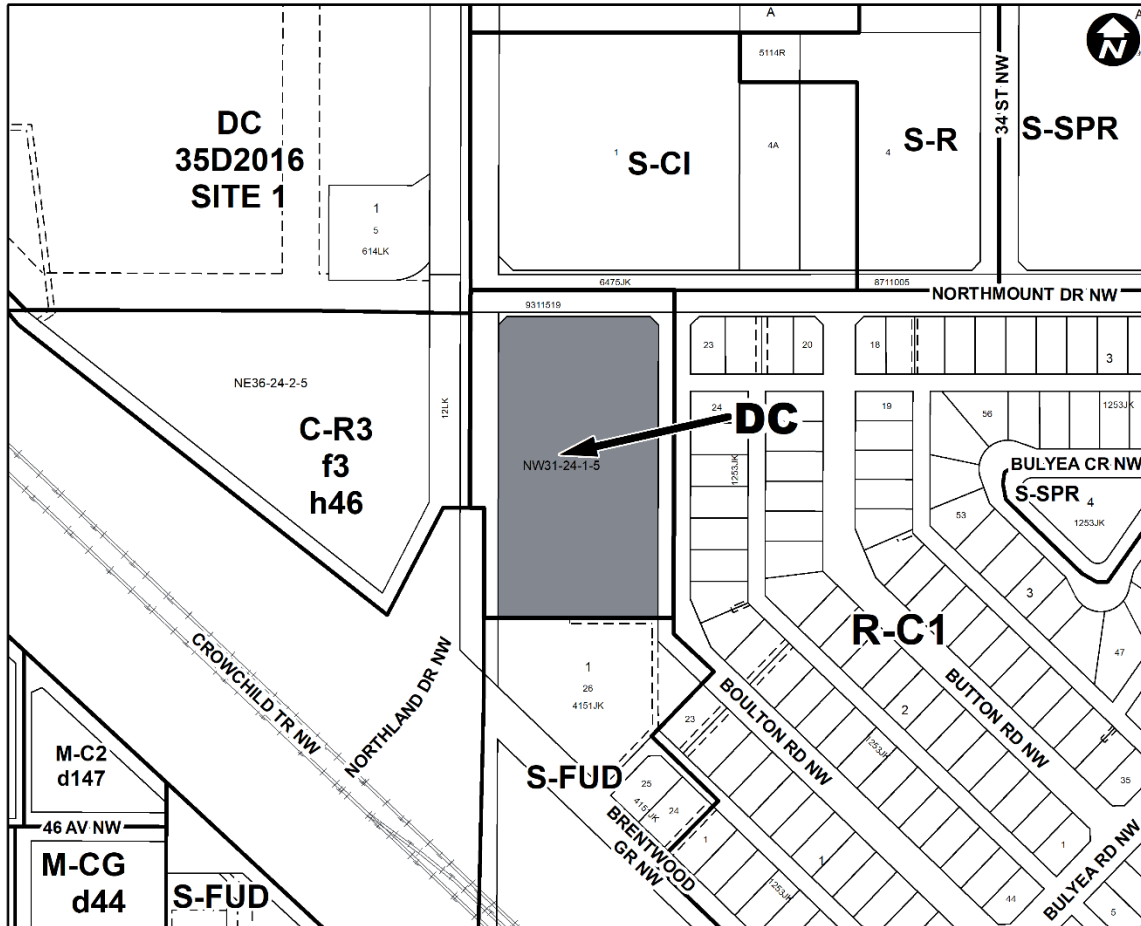 A
A
N
5114R
34 ST NW
DC
35D2016
SITE 1
S-CI
1
4A
4
S-R
S-SPR
1
5
614LK
6475JK
8711005
9311519
NORTHMOUNT DR NW
23
20
18
3
NE36-24-2-5
12LK
C-R3
f3
h46
24
DC
19
56
1253JK
NW31-24-1-5
1253JK
BULYEA CR NW
S-SPR
4
1253JK
53
3
R-C1
47
CROWCHILD TR NW
NORTHLAND DR NW
1
26
4151JK
BOULTON RD NW
BUTTON RD NW
2
23
1253JK
M-C2
d147
S-FUD
25
4151JK
24
35
46 AV NW
BRENTWOOD
GR NW
1
1
1
M-CG
d44
S-FUD
1253JK
44
BULYEA RD NW
5